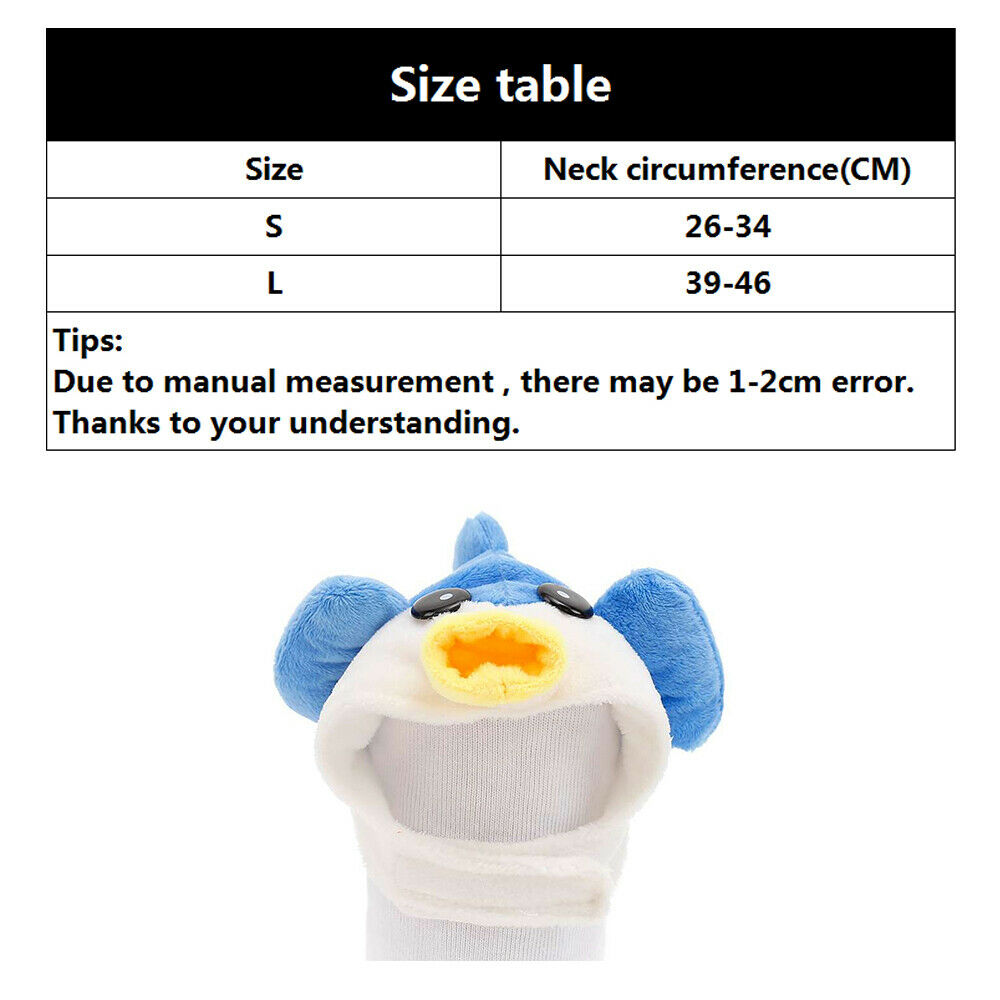 Size table
Size Neck circumference(CM)
S 26-34
L 39-46
Tips:
Due to manual measurement , there may be 1-2cm error.
Thanks to your understanding.